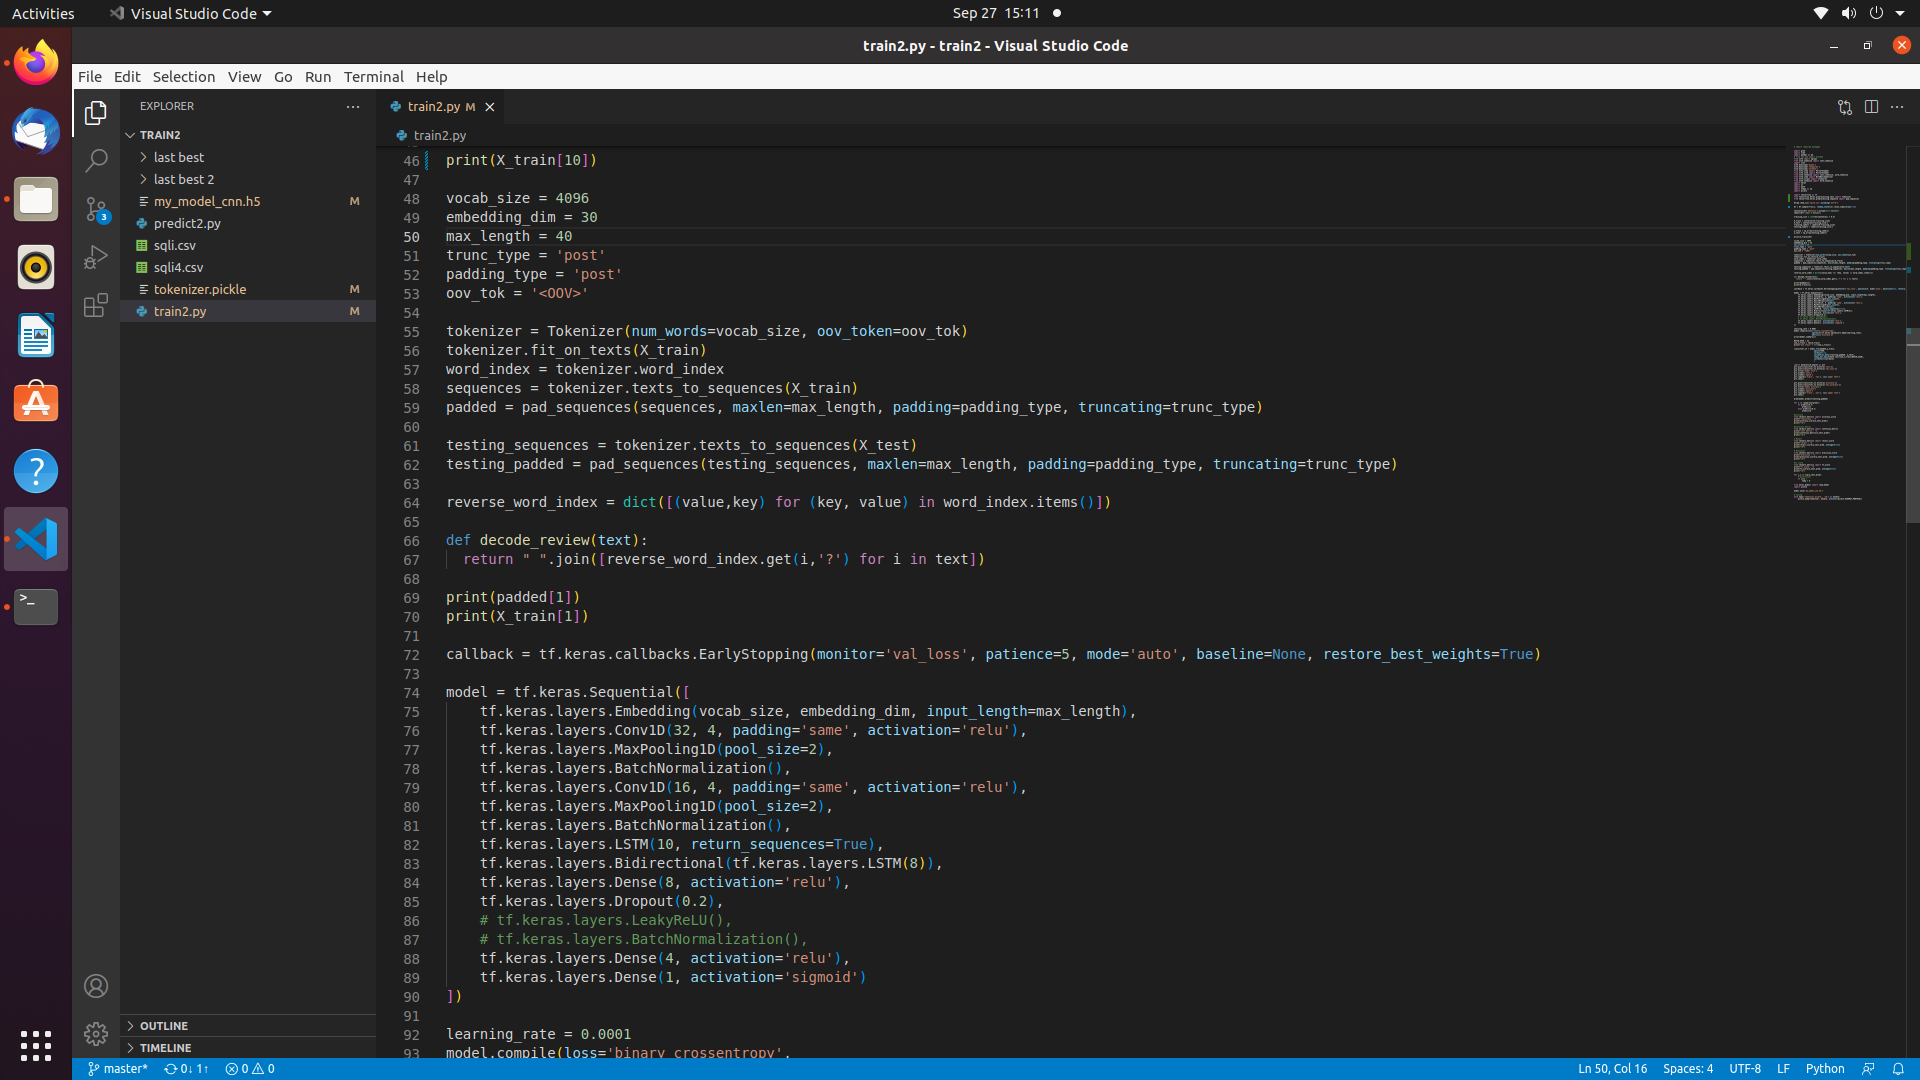 Activities
Visual Studio Code
Sep 27 15:11
train2.py - train2 - Visual Studio Code
File Edit Selection View Go Run Terminal Help
EXPLORER
TRAIN2
last best
last best 2
my_model_cnn.h5 M
predict2.py
sqli.csv
sqli4.csv
tokenizer.pickle M
train2.py M
OUTLINE
TIMELINE
3
train2.py M
train2.py
46 print(X_train[10])
47
48 vocab_size = 4096
49 embedding_dim = 30
50 max_length = 40
51 trunc_type = 'post'
52 padding_type = 'post'
53 oov_tok = '<OOV>'
54
55 tokenizer = Tokenizer(num_words=vocab_size, oov_token=oov_tok)
56 tokenizer.fit_on_texts(X_train)
57 word_index = tokenizer.word_index
58 sequences = tokenizer.texts_to_sequences(X_train)
59 padded = pad_sequences(sequences, maxlen=max_length, padding=padding_type, truncating=trunc_type)
60
61 testing_sequences = tokenizer.texts_to_sequences(X_test)
62 testing_padded = pad_sequences(testing_sequences, maxlen=max_length, padding=padding_type, truncating=trunc_type)
63
64 reverse_word_index = dict([(value,key) for (key, value) in word_index.items()])
65
66 def decode_review(text):
67 return " ".join([reverse_word_index.get(i,'?') for i in text])
68
69 print(padded[1])
70 print(X_train[1])
71
72 callback = tf.keras.callbacks.EarlyStopping(monitor='val_loss', patience=5, mode='auto', baseline=None, restore_best_weights=True)
73
74 model = tf.keras.Sequential([
75 tf.keras.layers.Embedding(vocab_size, embedding_dim, input_length=max_length),
76 tf.keras.layers.Conv1D(32, 4, padding='same', activation='relu'),
77 tf.keras.layers.MaxPooling1D(pool_size=2),
78 tf.keras.layers.BatchNormalization(),
79 tf.keras.layers.Conv1D(16, 4, padding='same', activation='relu'),
80 tf.keras.layers.MaxPooling1D(pool_size=2),
81 tf.keras.layers.BatchNormalization(),
82 tf.keras.layers.LSTM(10, return_sequences=True),
83 tf.keras.layers.Bidirectional(tf.keras.layers.LSTM(8)),
84 tf.keras.layers.Dense(8, activation='relu'),
85 tf.keras.layers.Dropout(0.2),
86 # tf.keras.layers.LeakyReLU(),
87 # tf.keras.layers.BatchNormalization(),
88 tf.keras.layers.Dense(4, activation='relu'),
89 tf.keras.layers.Dense(1, activation='sigmoid')
90 ])
91
92 learning_rate = 0.0001
93 model.compile(loss='binary_crossentropy',
master* 0↓ 1↑ 0 0
Ln 50, Col 16 Spaces: 4 UTF-8 LF Python